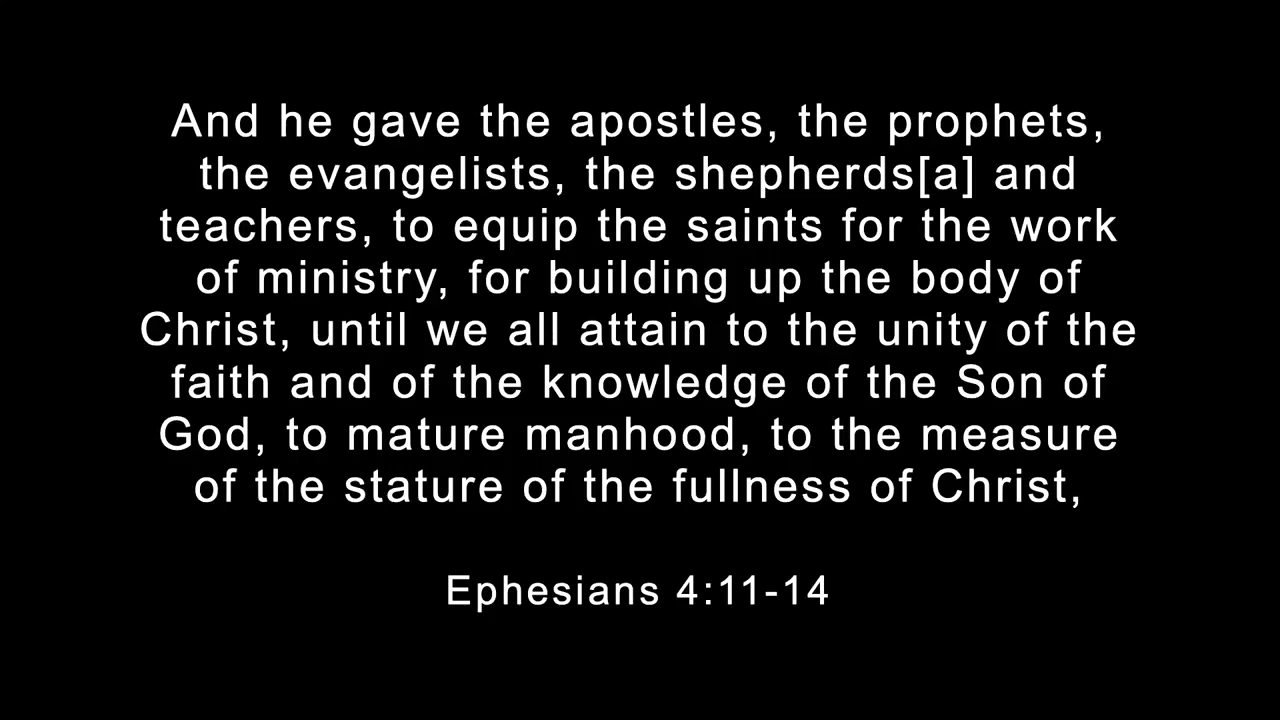 And he gave the apostles, the prophets,
the evangelists, the shepherds[a] and
teachers, to equip the saints for the work
of ministry, for building up the body of
Christ, until we all attain to the unity of the
faith and of the knowledge of the Son of
God, to mature manhood, to the measure
of the stature of the fullness of Christ,
Ephesians 4:11-14